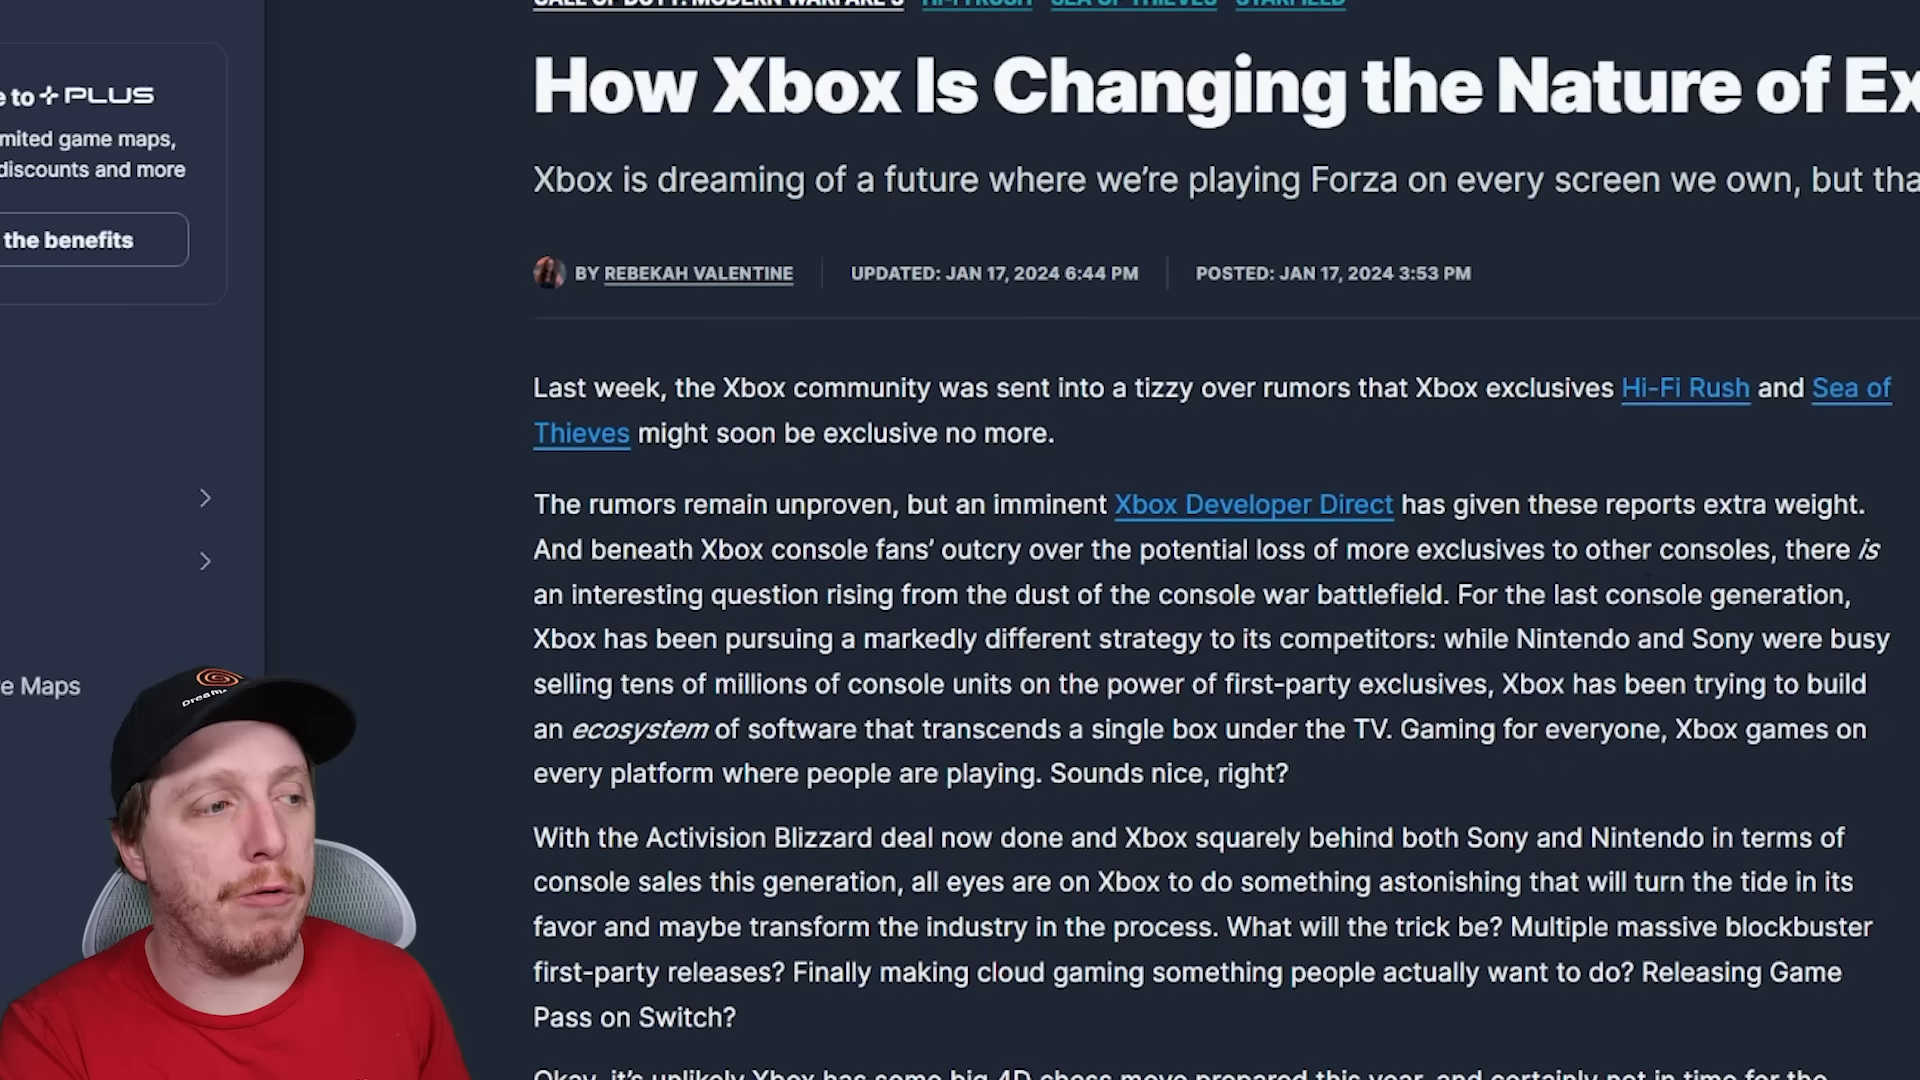 CALL OF DUTY: MODERN WARFARE 3 HI-FI RUSH SEA OF THIEVES STARFIELD
How Xbox Is Changing the Nature of Ex
Xbox is dreaming of a future where we're playing Forza on every screen we own, but tha
BY REBEKAH VALENTINE UPDATED: JAN 17, 2024 6:44 PM POSTED: JAN 17, 2024 3:53 PM
e to PLUS
mited game maps,
discounts and more
the benefits
e Maps
Last week, the Xbox community was sent into a tizzy over rumors that Xbox exclusives Hi-Fi Rush and Sea of
Thieves might soon be exclusive no more.
The rumors remain unproven, but an imminent Xbox Developer Direct has given these reports extra weight.
And beneath Xbox console fans' outcry over the potential loss of more exclusives to other consoles, there is
an interesting question rising from the dust of the console war battlefield. For the last console generation,
Xbox has been pursuing a markedly different strategy to its competitors: while Nintendo and Sony were busy
selling tens of millions of console units on the power of first-party exclusives, Xbox has been trying to build
an ecosystem of software that transcends a single box under the TV. Gaming for everyone, Xbox games on
every platform where people are playing. Sounds nice, right?
With the Activision Blizzard deal now done and Xbox squarely behind both Sony and Nintendo in terms of
console sales this generation, all eyes are on Xbox to do something astonishing that will turn the tide in its
favor and maybe transform the industry in the process. What will the trick be? Multiple massive blockbuster
first-party releases? Finally making cloud gaming something people actually want to do? Releasing Game
Pass on Switch?
Okay, it's unlikely Xbox has some big 4D chess move prepared this year, and certainly not in time for the
Dream